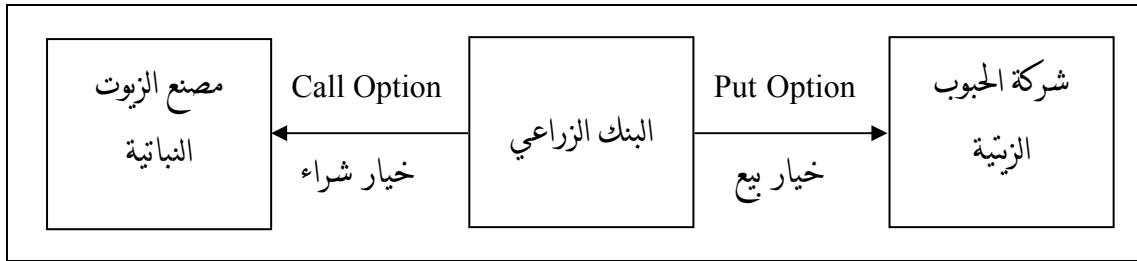 شركة الحبوب
الزيتية
Put Option
خيار بيع
البنك الزراعي
Call Option
خيار شراء
مصنع الزيوت
النباتية